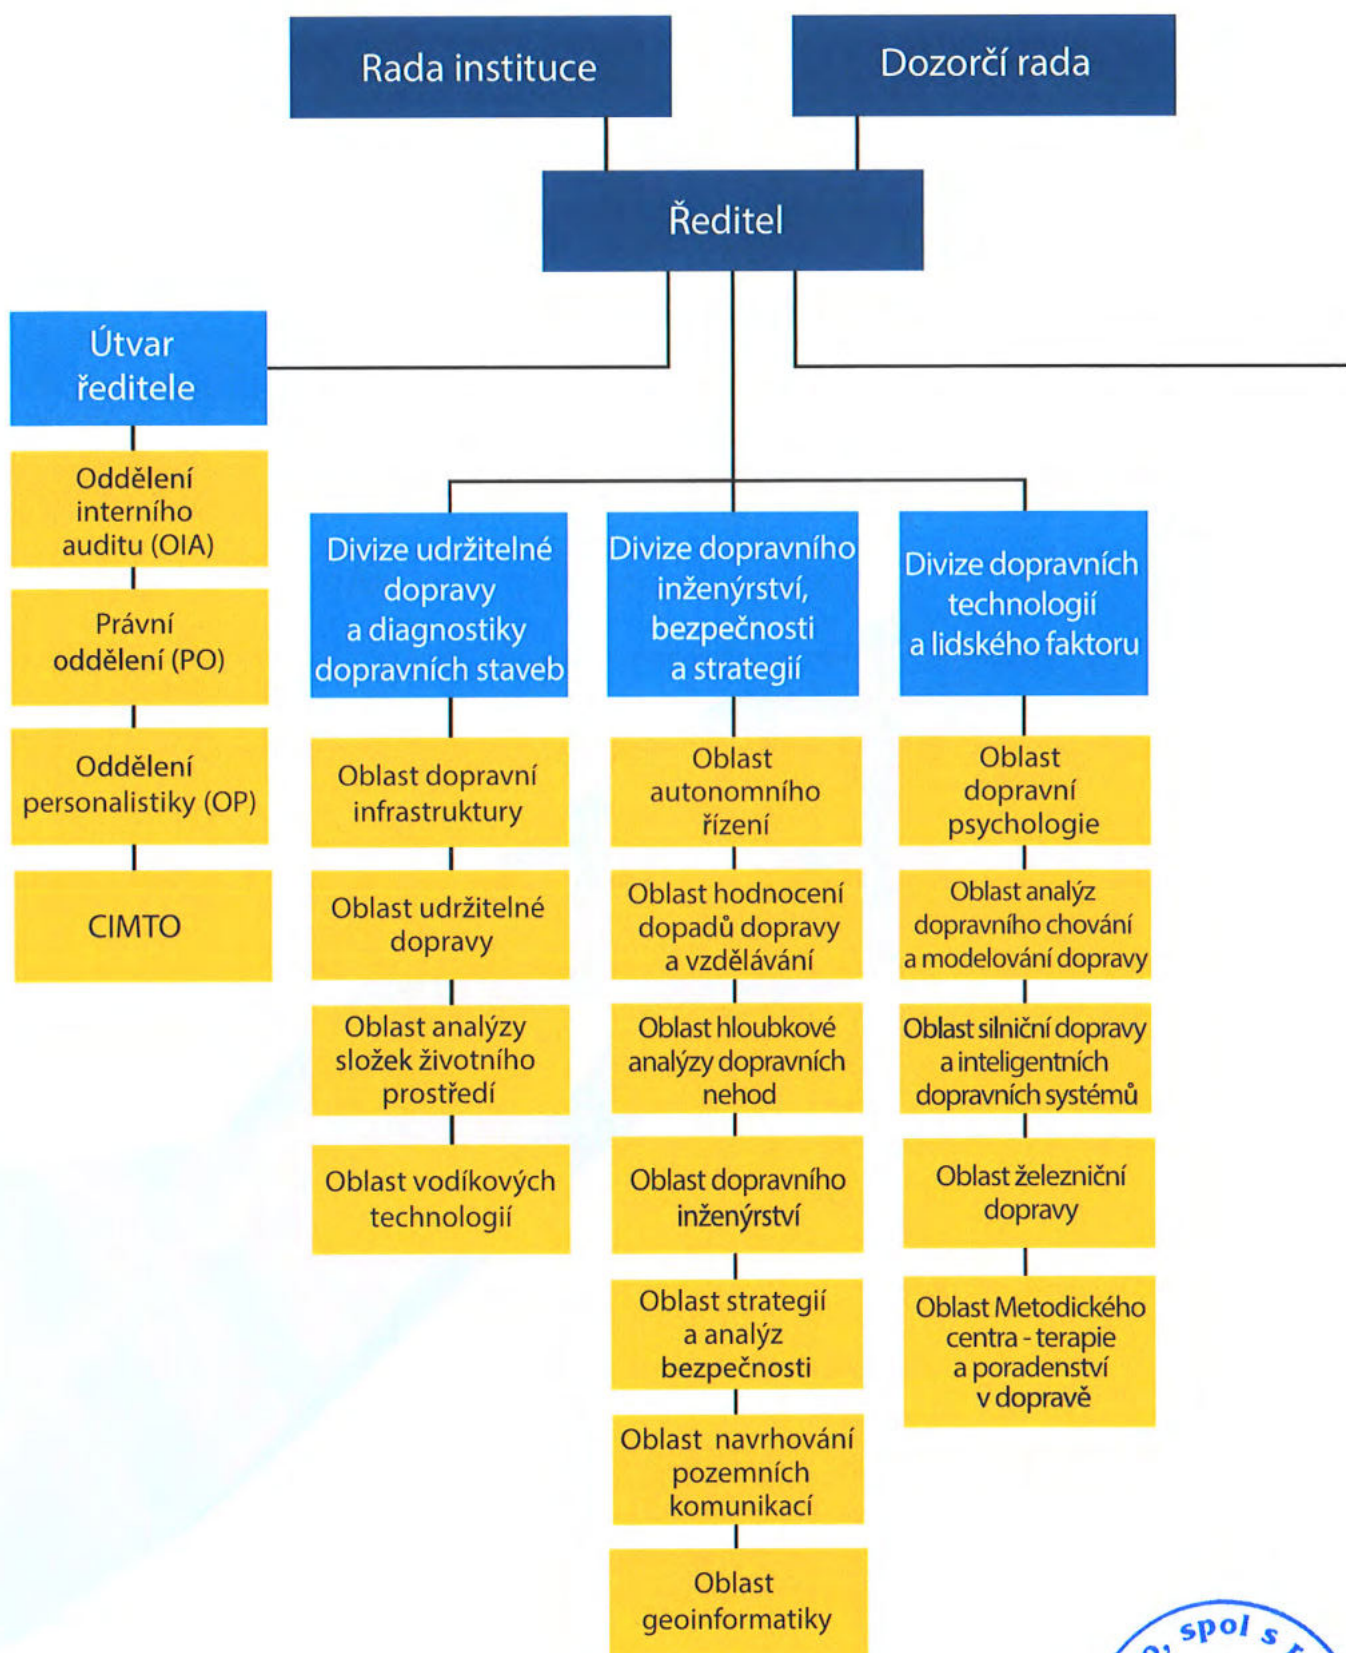 Rada instituce
Dozorčí rada
Ředitel
Útvar
ředitele
Oddělení
interního
auditu (OIA)
Právní
oddělení (PO)
Oddělení
personalistiky (OP)
CIMTO
Divize udržitelné
dopravy
a diagnostiky
dopravních staveb
Oblast dopravní
infrastruktury
Oblast udržitelné
dopravy
Oblast analýzy
složek životního
prostředí
Oblast vodíkových
technologií
Divize dopravního
inženýrství,
bezpečnosti
a strategií
Oblast
autonomního
řízení
Oblast hodnocení
dopadů dopravy
a vzdělávání
Oblast hloubkové
analýzy dopravních
nehod
Oblast dopravního
inženýrství
Oblast strategií
a analýz
bezpečnosti
Oblast navrhování
pozemních
komunikací
Oblast
geoinformatiky
Divize dopravních
technologií
a lidského faktoru
Oblast
dopravní
psychologie
Oblast analýz
dopravního chování
a modelování dopravy
Oblast silniční dopravy
a inteligentních
dopravních systémů
Oblast železniční
dopravy
Oblast Metodického
centra - terapie
a poradenství
v dopravě
spol s